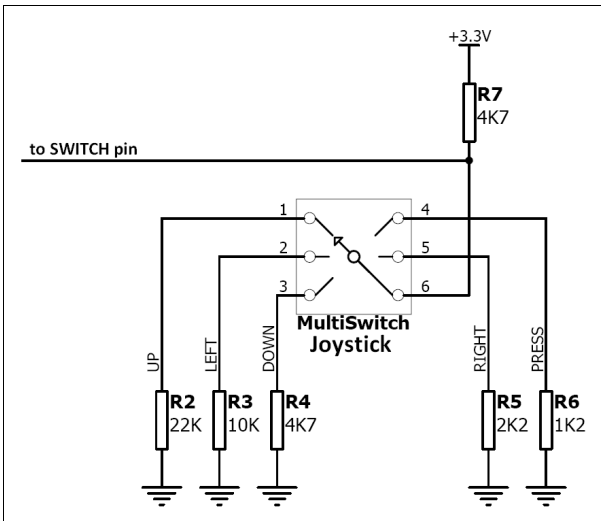 +3.3V
R7
4K7
to SWITCH pin
1
4
2
5
3
6
MultiSwitch
Joystick
UP
LEFT
DOWN
RIGHT
PRESS
R2
R3
R4
R5
R6
22K
10K
4K7
2K2
1K2